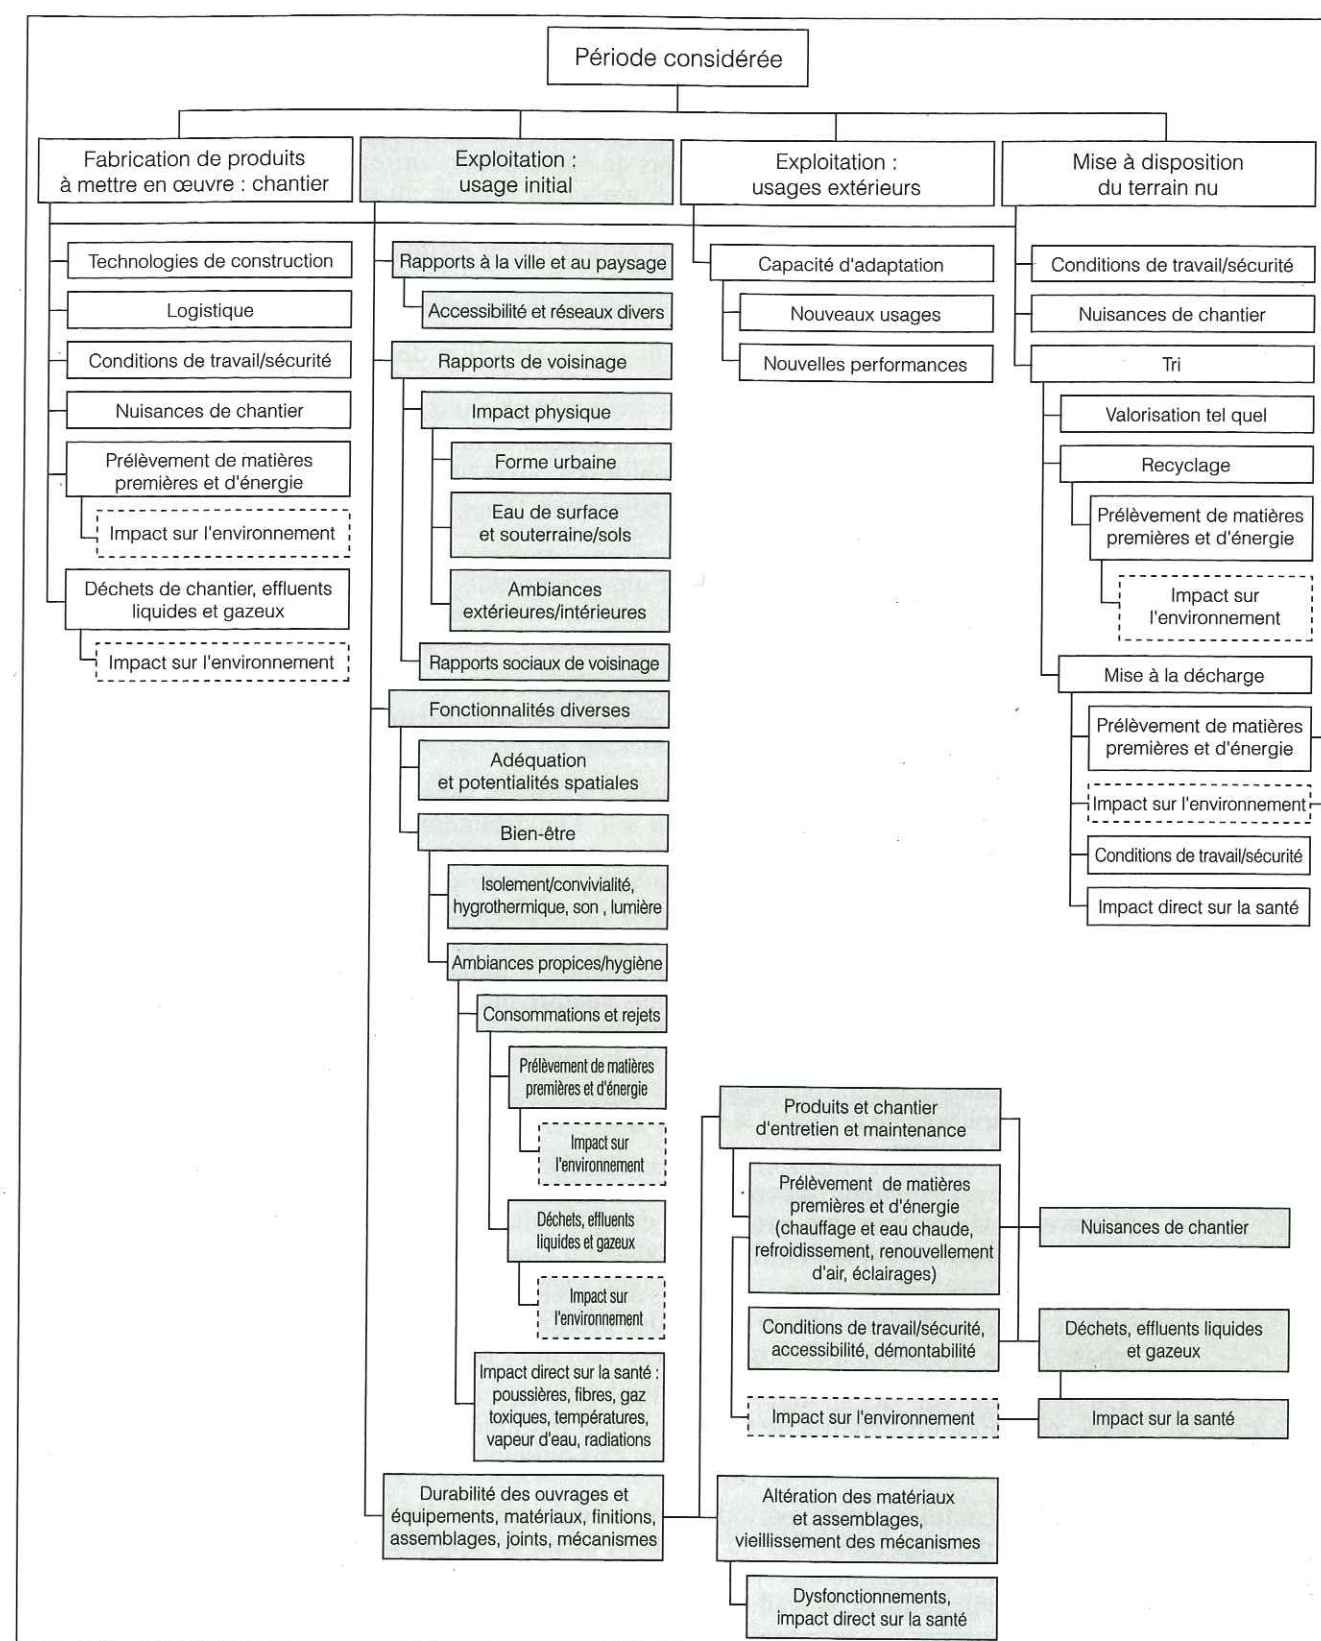 Période considérée
Fabrication de produits
à mettre en œuvre : chantier
Technologies de construction
Logistique
Conditions de travail/sécurité
Nuisances de chantier
Prélèvement de matières
premières et d'énergie
Impact sur l'environnement
Déchets de chantier, effluents
liquides et gazeux
Impact sur l'environnement
Exploitation :
usage initial
Rapports à la ville et au paysage
Accessibilité et réseaux divers
Rapports de voisinage
Impact physique
Forme urbaine
Eau de surface
et souterraine/sols
Ambiances
extérieures/intérieures
Rapports sociaux de voisinage
Fonctionnalités diverses
Adéquation
et potentialités spatiales
Bien-être
Isolement/convivialité,
hygrothermique, son , lumière
Ambiances propices/hygiène
Consommations et rejets
Prélèvement de matières
premières et d'énergie
Impact sur
l'environnement
Déchets, effluents
liquides et gazeux
Impact sur
l'environnement
Impact direct sur la santé :
poussières, fibres, gaz
toxiques, températures,
vapeur d'eau, radiations
Durabilité des ouvrages et
équipements, matériaux, finitions,
assemblages, joints, mécanismes
Produits et chantier
d'entretien et maintenance
Prélèvement de matières
premières et d'énergie
(chauffage et eau chaude,
refroidissement, renouvellement
d'air, éclairages)
Conditions de travail/sécurité,
accessibilité, démontabilité
Impact sur l'environnement
Nuisances de chantier
Déchets, effluents liquides
et gazeux
Impact sur la santé
Altération des matériaux
et assemblages,
vieillissement des mécanismes
Dysfonctionnements,
impact direct sur la santé
Exploitation :
usages extérieurs
Capacité d'adaptation
Nouveaux usages
Nouvelles performances
Mise à disposition
du terrain nu
Conditions de travail/sécurité
Nuisances de chantier
Tri
Valorisation tel quel
Recyclage
Prélèvement de matières
premières et d'énergie
Impact sur
l'environnement
Mise à la décharge
Prélèvement de matières
premières et d'énergie
Impact sur l'environnement
Conditions de travail/sécurité
Impact direct sur la santé